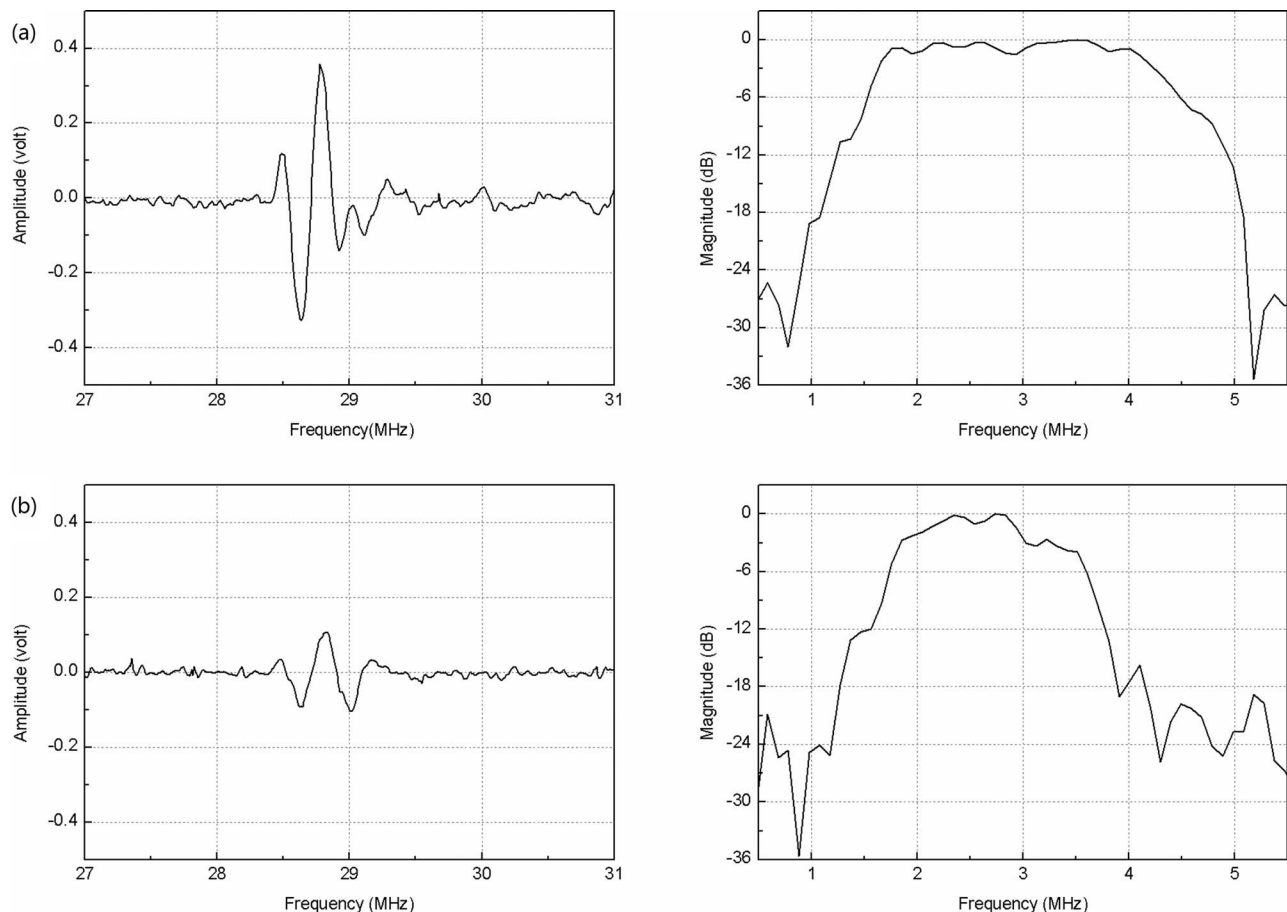 (a)
Amplitude (volt)
0.4
0.2
0.0
-0.2
-0.4
27 28 29 30 31
Frequency(MHz)
Magnitude (dB)
0
-6
-12
-18
-24
-30
-36
1 2 3 4 5
Frequency (MHz)
(b)
Amplitude (volt)
0.4
0.2
0.0
-0.2
-0.4
27 28 29 30 31
Frequency (MHz)
Magnitude (dB)
0
-6
-12
-18
-24
-30
-36
1 2 3 4 5
Frequency (MHz)